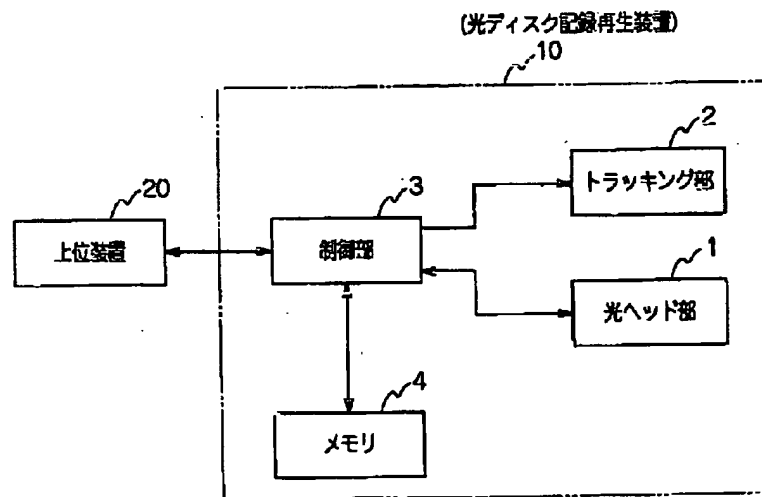 (光ディスク記録再生装置)
10
2
トラッキング部
20
3
上位装置
制御部
1
光ヘッド部
4
メモリ